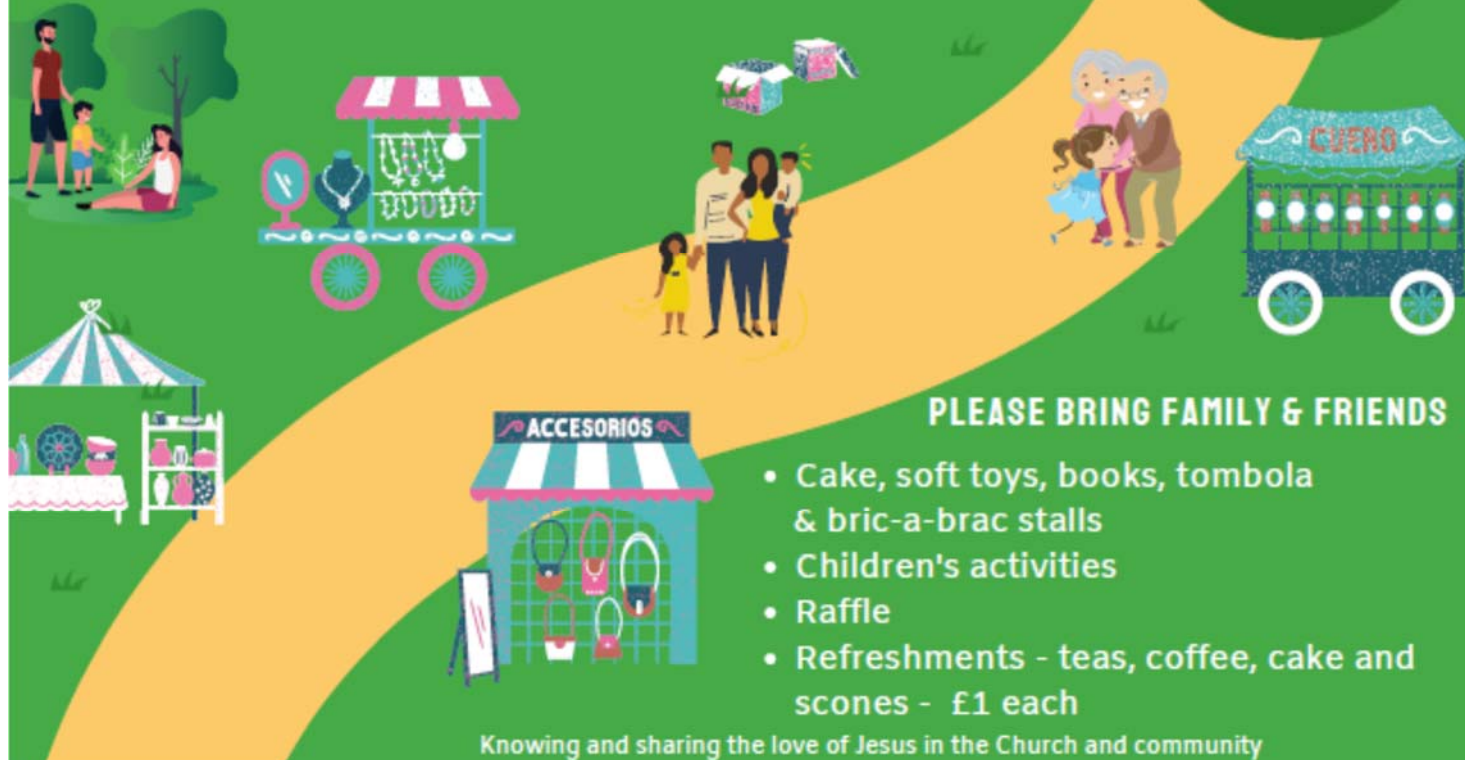 CUERO
PLEASE BRING FAMILY & FRIENDS
ACCESORIOS
• Cake, soft toys, books, tombola
& bric-a-brac stalls
• Children's activities
• Raffle
• Refreshments - teas, coffee, cake and
scones - £1 each
Knowing and sharing the love of Jesus in the Church and community